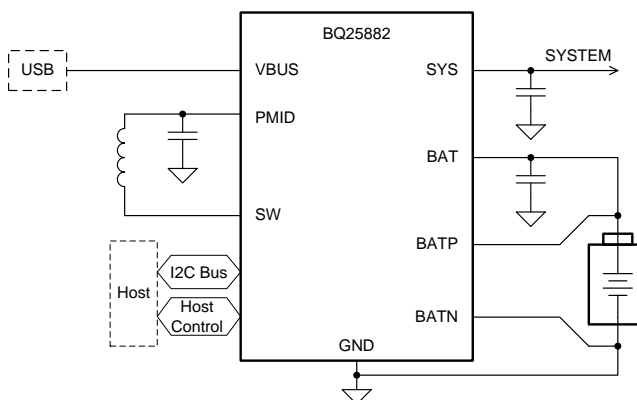 BQ25882
USB
VBUS
SYS
SYSTEM
PMID
BAT
SW
BATP
Host
I2C Bus
Host
Control
BATN
GND